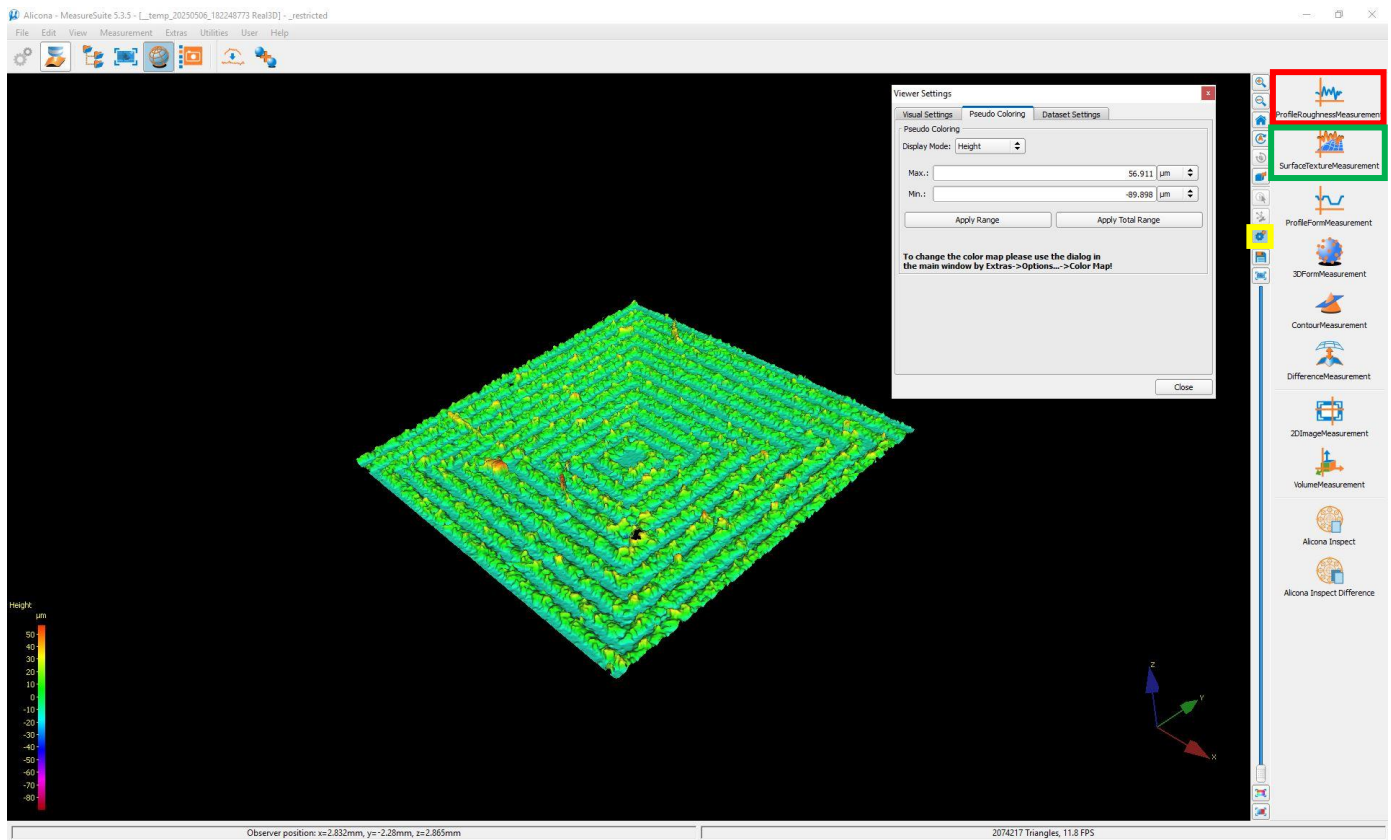 Alicona - MeasureSuite 5.3.5 - [__temp_20250506_182248773 Real3D] - _restricted
File Edit View Measurement Extras Utilities User Help
Viewer Settings
x
Visual Settings Pseudo Coloring Dataset Settings
Pseudo Coloring
Display Mode: Height
Max.: 56.911 µm
Min.: -89.898 µm
Apply Range Apply Total Range
To change the color map please use the dialog in
the main window by Extras->Options...->Color Map!
Close
ProfileRoughnessMeasurement
SurfaceTextureMeasurement
ProfileFormMeasurement
3DFormMeasurement
ContourMeasurement
DifferenceMeasurement
2DImageMeasurement
VolumeMeasurement
Alicona Inspect
Alicona Inspect Difference
Height
µm
50
40
30
20
10
0
-10
-20
-30
-40
-50
-60
-70
-80
Z
Y
X
Observer position: x=2.832mm, y=-2.28mm, z=2.865mm
2074217 Triangles, 11.8 FPS